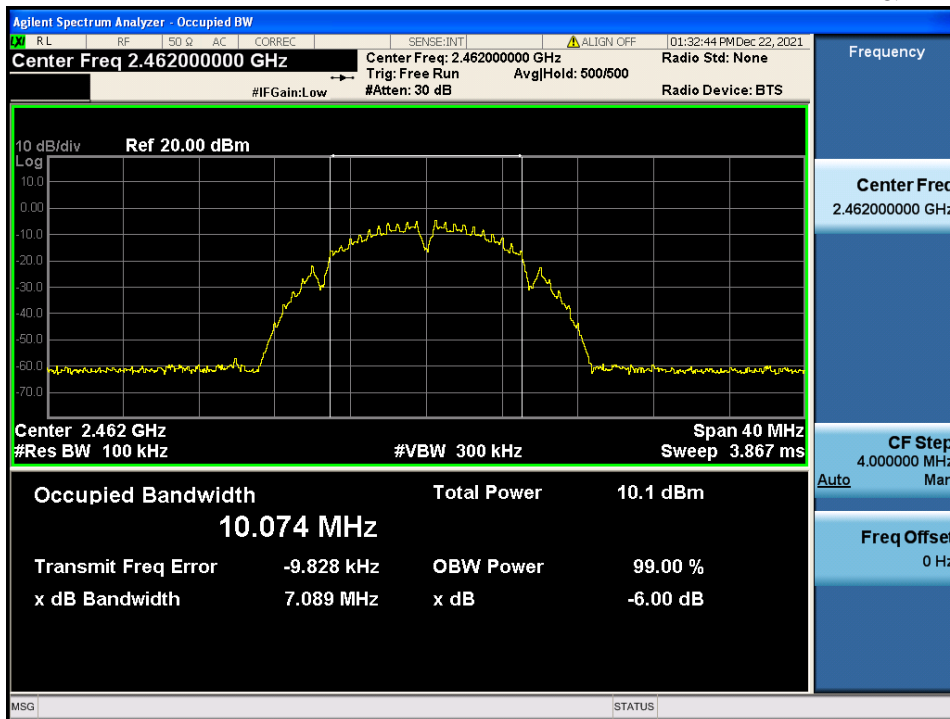 Agilent Spectrum Analyzer - Occupied BW
LXI RL RF 50 Ω AC CORREC SENSE:INT ALIGN OFF 01:32:44 PM Dec 22, 2021
Center Freq 2.462000000 GHz
Center Freq: 2.462000000 GHz Radio Std: None
Trig: Free Run Avg|Hold: 500/500
#IFGain:Low #Atten: 30 dB Radio Device: BTS
10 dB/div Ref 20.00 dBm
Log
10.0
0.00
-10.0
-20.0
-30.0
-40.0
-50.0
-60.0
-70.0
Center 2.462 GHz Span 40 MHz
#Res BW 100 kHz #VBW 300 kHz Sweep 3.867 ms
Occupied Bandwidth Total Power 10.1 dBm
10.074 MHz
Transmit Freq Error -9.828 kHz OBW Power 99.00 %
x dB Bandwidth 7.089 MHz x dB -6.00 dB
MSG STATUS
Frequency
Center Freq
2.462000000 GHz
CF Step
4.000000 MHz
Auto Man
Freq Offset
0 Hz